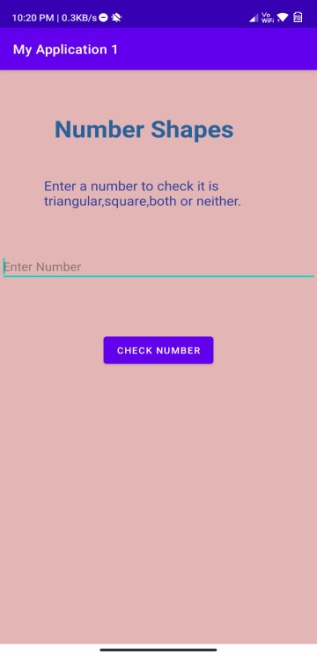 10:20 PM | 0.3KB/s
Vo
WiFi
My Application 1
Number Shapes
Enter a number to check it is
triangular,square,both or neither.
Enter Number
CHECK NUMBER